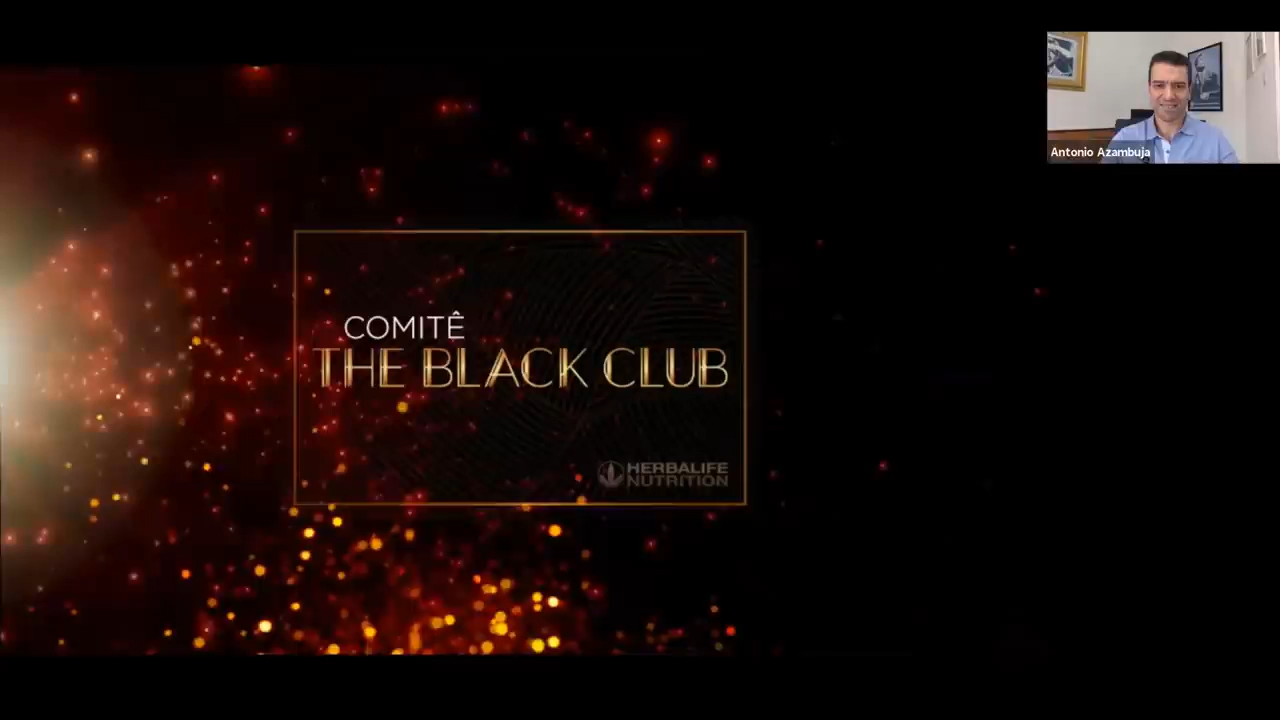 COMITÊ
THE BLACK CLUB
HERBALIFE
NUTRITION
Antonio Azambuja